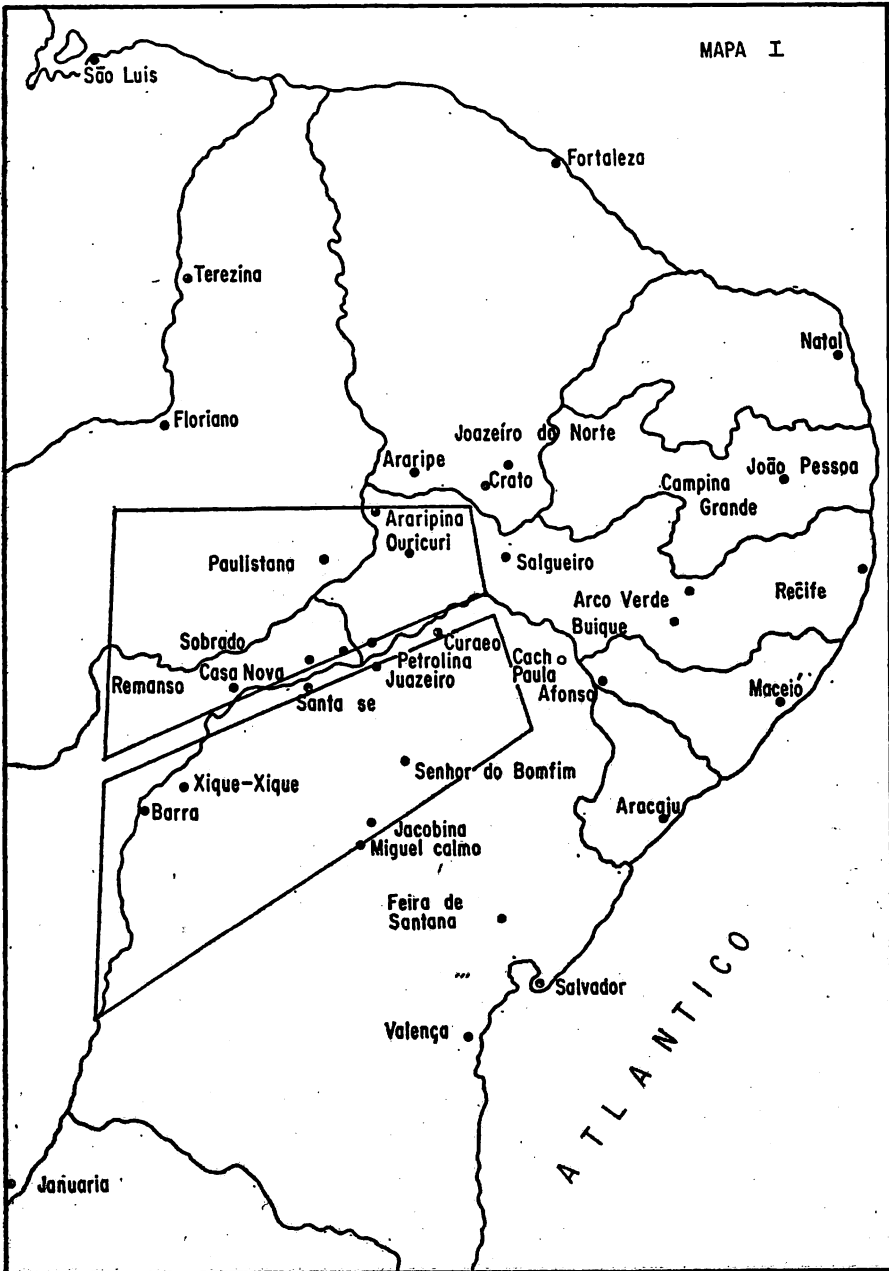 MAPA I
São Luis
Fortaleza
Terezina
Natal
Floriano
Joazeiro do Norte
Araripe
Crato
Campina
Grande
João Pessoa
Araripina
Ouricuri
Salgueiro
Paulistana
Arco Verde
Buique
Recife
Sobrado
Curaeo
Casa Nova
Petrolina
Juazeiro
Cach
Paula
Afonso
Remanso
Santa se
Maceió
Senhor do Bomfim
Xique-Xique
Barra
Aracaju
Jacobina
Miguel calmo
Feira de
Santana
Salvador
Valença
ATLANTICO
Januaria